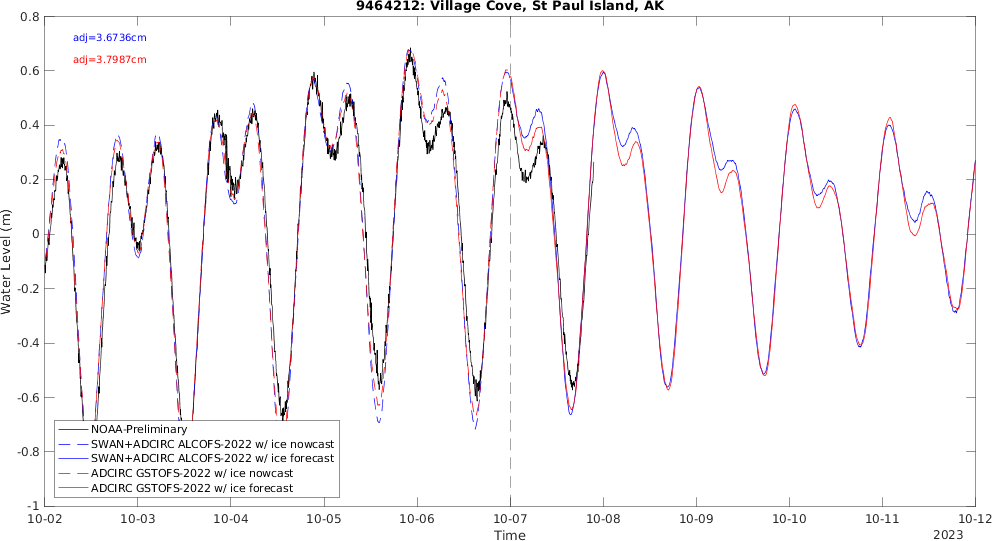 9464212: Village Cove, St Paul Island, AK
adj=3.6736cm
adj=3.7987cm
0.8
0.6
0.4
0.2
0
-0.2
-0.4
-0.6
-0.8
-1
Water Level (m)
NOAA-Preliminary
SWAN+ADCIRC ALCOFS-2022 w/ ice nowcast
SWAN+ADCIRC ALCOFS-2022 w/ ice forecast
ADCIRC GSTOFS-2022 w/ ice nowcast
ADCIRC GSTOFS-2022 w/ ice forecast
10-02 10-03 10-04 10-05 10-06 10-07 10-08 10-09 10-10 10-11 10-12
Time
2023